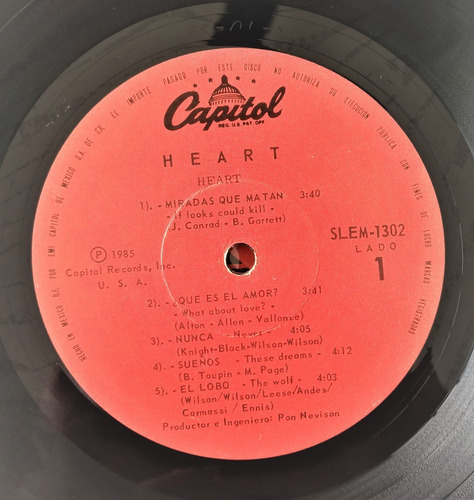 EL IMPORTE PAGADO POR ESTE DISCO NO AUTORIZA SU EJECUCION PUBLICA CON FINES DE LUCRO MARCAS REGISTRADAS
HECHO EN MEXICO D.F. POR EMI CAPITOL DE MEXICO S.A. DE C.V.
Capitol
REG. U.S. PAT. OFF.
HEART
HEART
1). - MIRADAS QUE MATAN 3:40
- If looks could kill -
(J. Conrad - B. Garrett)
SLEM-1302
LADO
1
Ⓟ 1985
Capitol Records, Inc.
U. S. A.
2). - ¿QUE ES EL AMOR? 3:41
- What about love? -
(Alton - Allen - Vallance)
3). - NUNCA - Never - 4:05
(Knight-Black-Wilson-Wilson)
4). - SUEÑOS - These dreams - 4:12
(B. Taupin - M. Page)
5). - EL LOBO - The wolf - 4:03
(Wilson/Wilson/Leese/Andes/
Carmassi / Ennis)
Productor e Ingeniero: Ron Nevison